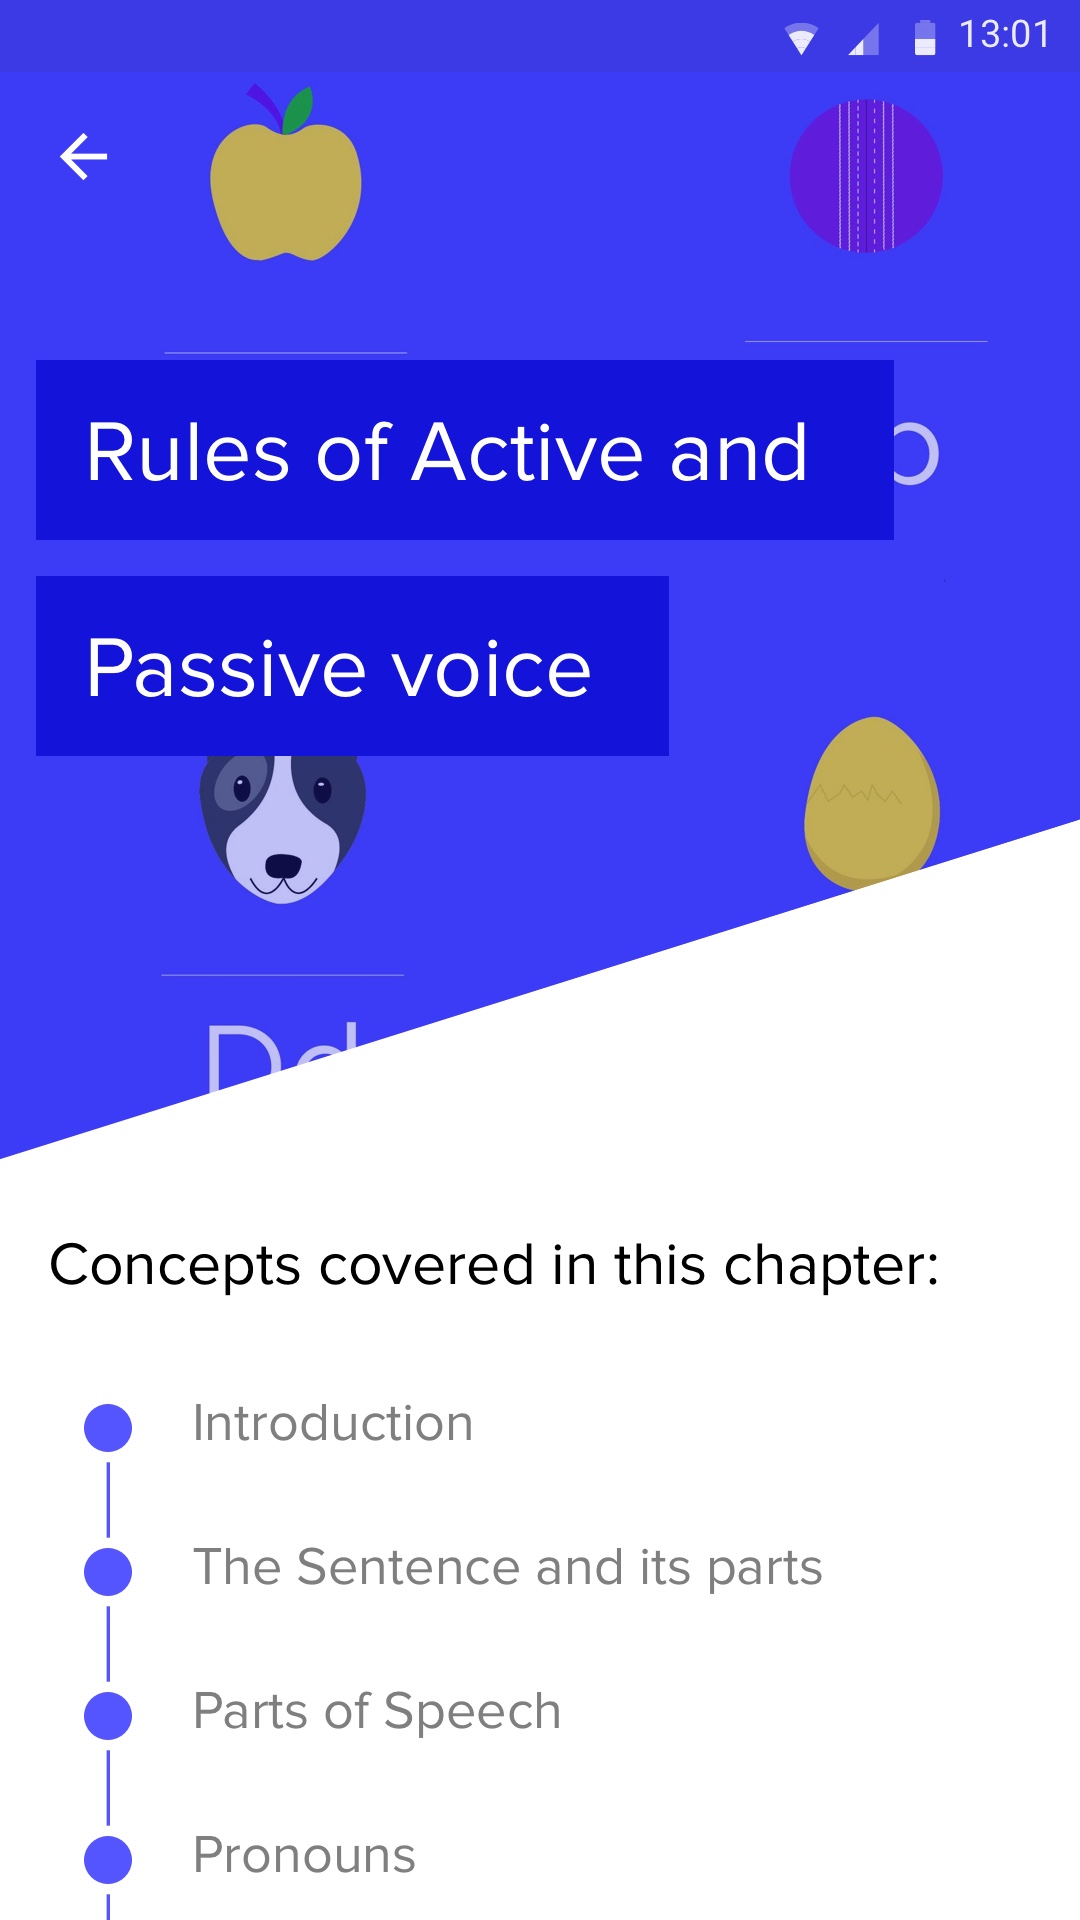 13:01
Rules of Active and
Passive voice
Dd
Concepts covered in this chapter:
Introduction
The Sentence and its parts
Parts of Speech
Pronouns